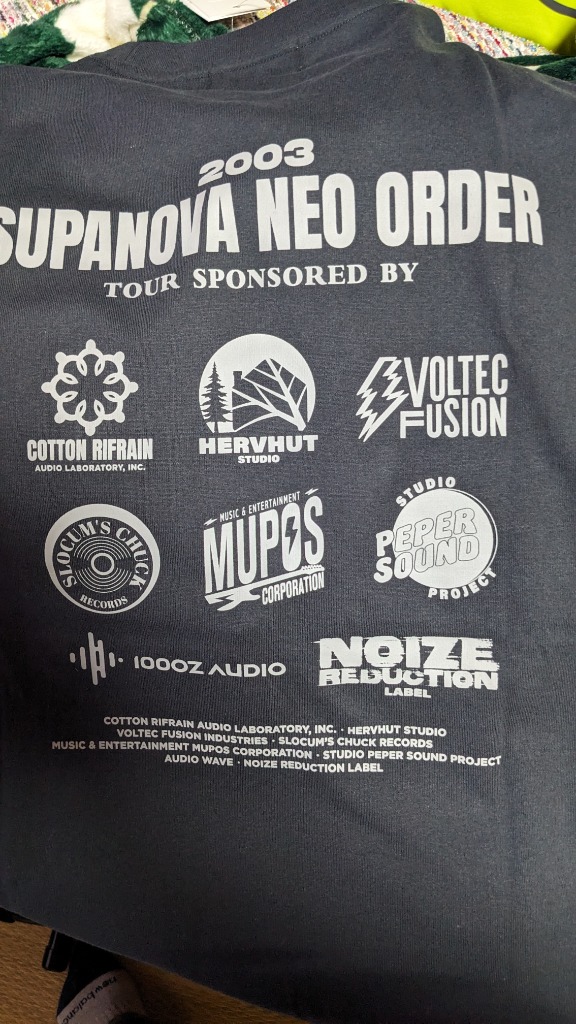 2003
SUPANOVA NEO ORDER
TOUR SPONSORED BY
COTTON RIFRAIN
AUDIO LABORATORY, INC.
HERVHUT
STUDIO
VOLTEC
FUSION
SLOCUM'S CHUCK
RECORDS
MUSIC & ENTERTAINMENT
MUPOS
CORPORATION
STUDIO
PEPER
SOUND
PROJECT
1000Z AUDIO
NOIZE
REDUCTION
LABEL
COTTON RIFRAIN AUDIO LABORATORY, INC. · HERVHUT STUDIO
VOLTEC FUSION INDUSTRIES · SLOCUM'S CHUCK RECORDS
MUSIC & ENTERTAINMENT MUPOS CORPORATION · STUDIO PEPER SOUND PROJECT
AUDIO WAVE · NOIZE REDUCTION LABEL
new balance